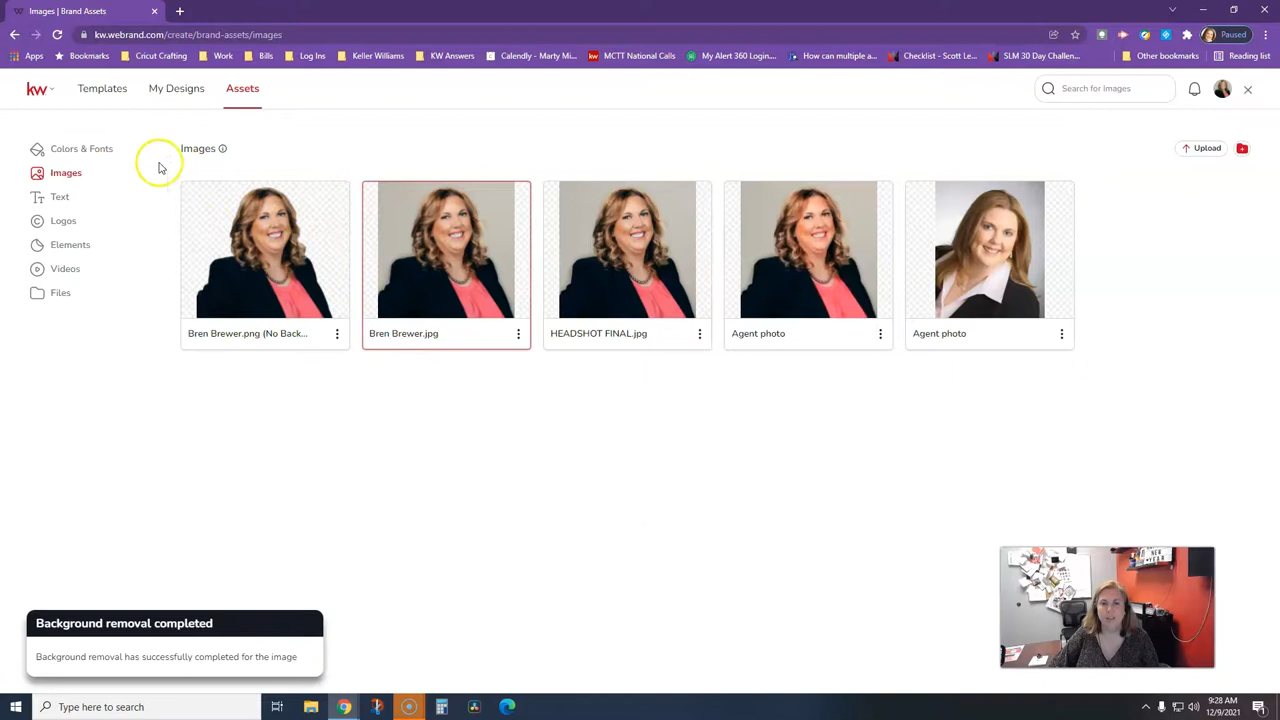 Images | Brand Assets
kw.webrand.com/create/brand-assets/images
Paused
Apps
Bookmarks
Cricut Crafting
Work
Bills
Log Ins
Keller Williams
KW Answers
Calendly - Marty Mi...
MCTT National Calls
My Alert 360 Login...
How can multiple a...
Checklist - Scott Le...
SLM 30 Day Challen...
Other bookmarks
Reading list
kw
Templates
My Designs
Assets
Search for Images
Colors & Fonts
Images
Text
Logos
Elements
Videos
Files
Images
Upload
Bren Brewer.png (No Back...
Bren Brewer.jpg
HEADSHOT FINAL.jpg
Agent photo
Agent photo
NEW
YEAR
Background removal completed
Background removal has successfully completed for the image
Type here to search
9:28 AM
12/9/2021